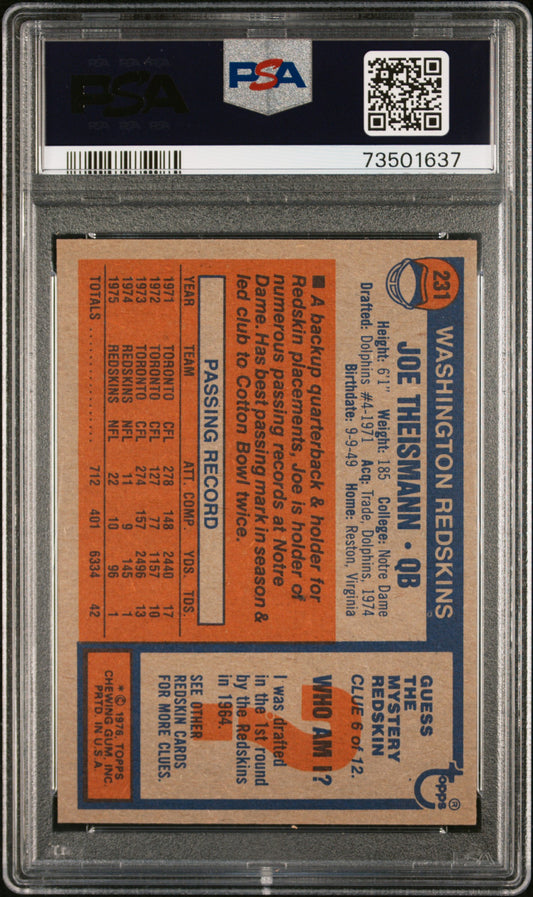 PSA
PSA
73501637
231
WASHINGTON REDSKINS
JOE THEISMANN • QB
Height: 6'1" Weight: 185 College: Notre Dame
Drafted: Dolphins #4-1971 Acq: Trade, Dolphins, 1974
Birthdate: 9-9-49 Home: Reston, Virginia
■ A backup quarterback & holder for
Redskin placements, Joe is holder of
numerous passing records at Notre
Dame. Has best passing mark in season &
led club to Cotton Bowl twice.
PASSING RECORD
YEAR TEAM ATT. COMP. YDS. TDS.
1971 TORONTO CFL 278 148 2440 17
1972 TORONTO CFL 127 77 1157 10
1973 TORONTO CFL 274 157 2496 13
1974 REDSKINS NFL 11 9 145 1
1975 REDSKINS NFL 22 10 96 1
TOTALS 712 401 6334 42
Topps ®
GUESS
THE
MYSTERY
REDSKIN
CLUE 6 of 12.
?
WHO AM I?
I was drafted
in the 1st round
by the Redskins
in 1964.
SEE OTHER
REDSKIN CARDS
FOR MORE CLUES.
* © 1976, TOPPS
CHEWING GUM, INC.
PRTD. IN U.S.A.